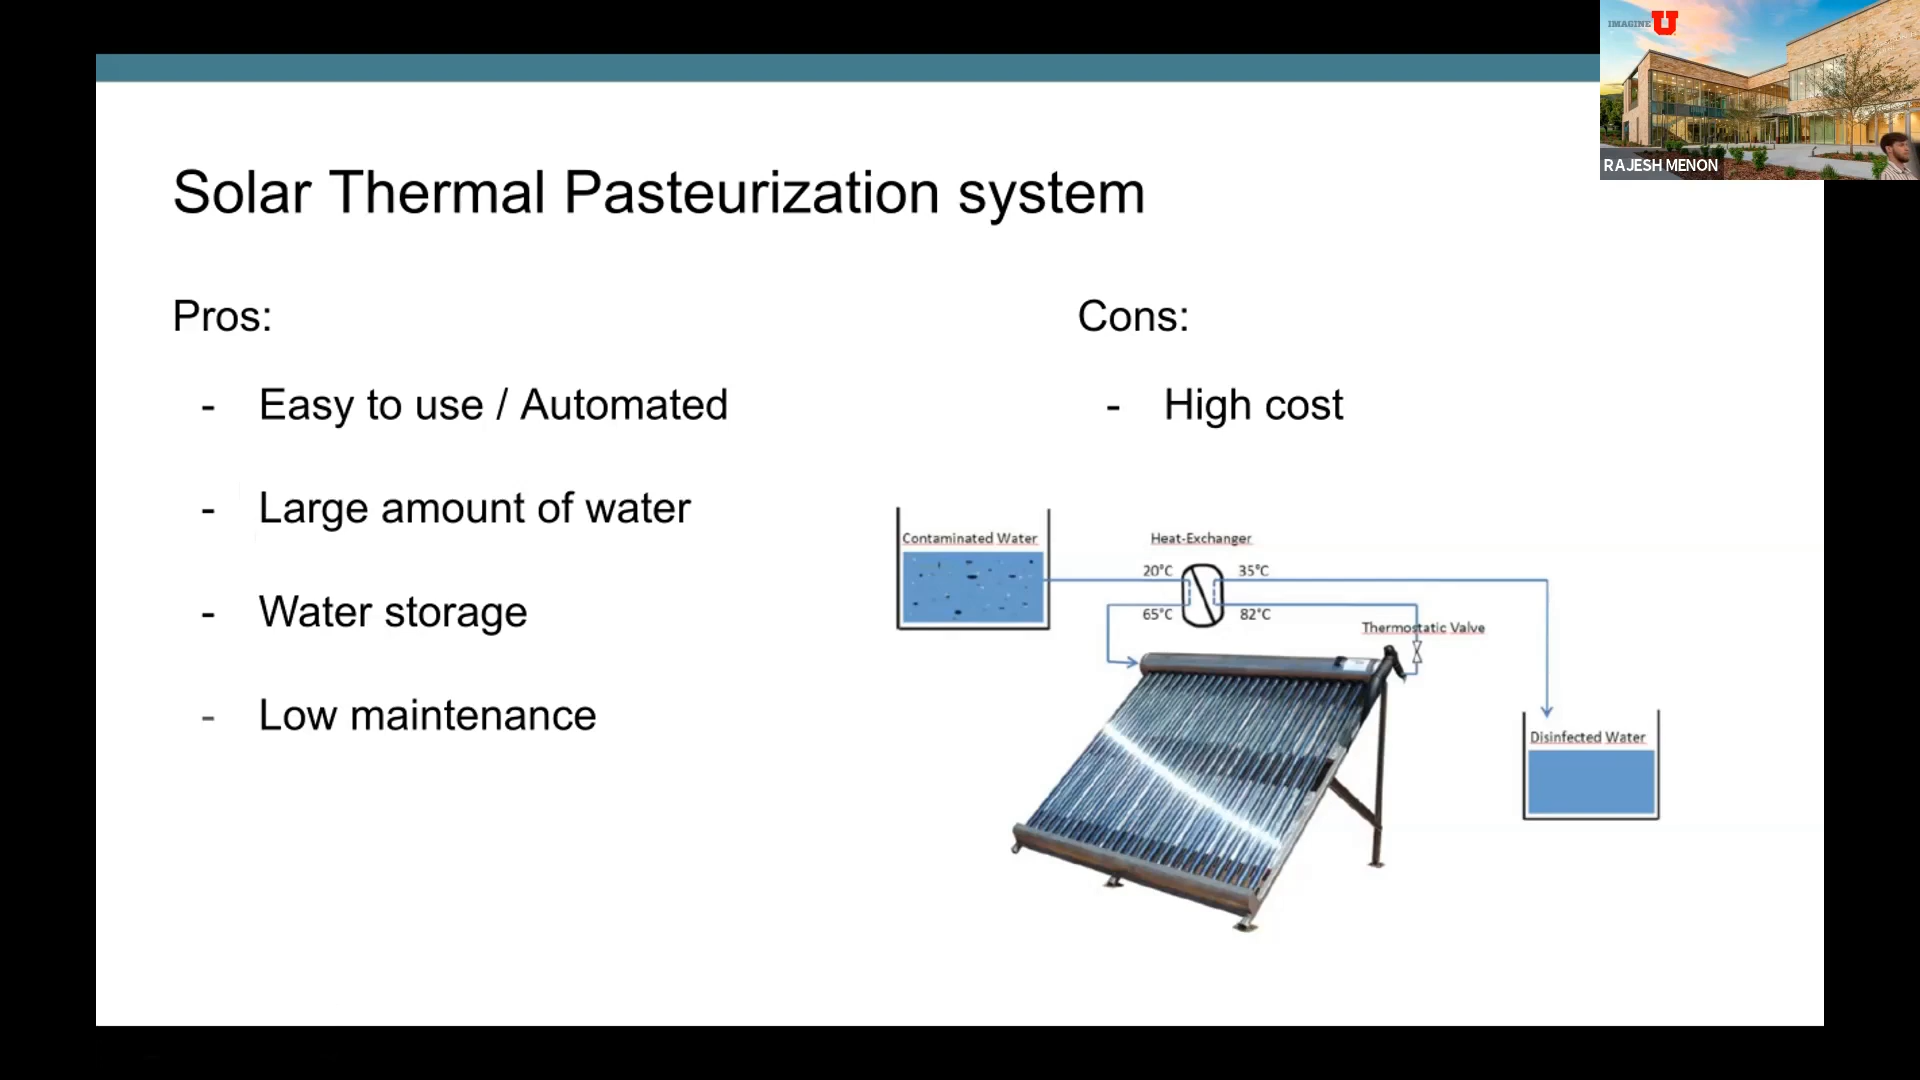 IMAGINE U
RAJESH MENON
Solar Thermal Pasteurization system
Pros:
- Easy to use / Automated
- Large amount of water
- Water storage
- Low maintenance
Cons:
- High cost
Contaminated Water
Heat-Exchanger
20°C
35°C
65°C
82°C
Thermostatic Valve
Disinfected Water